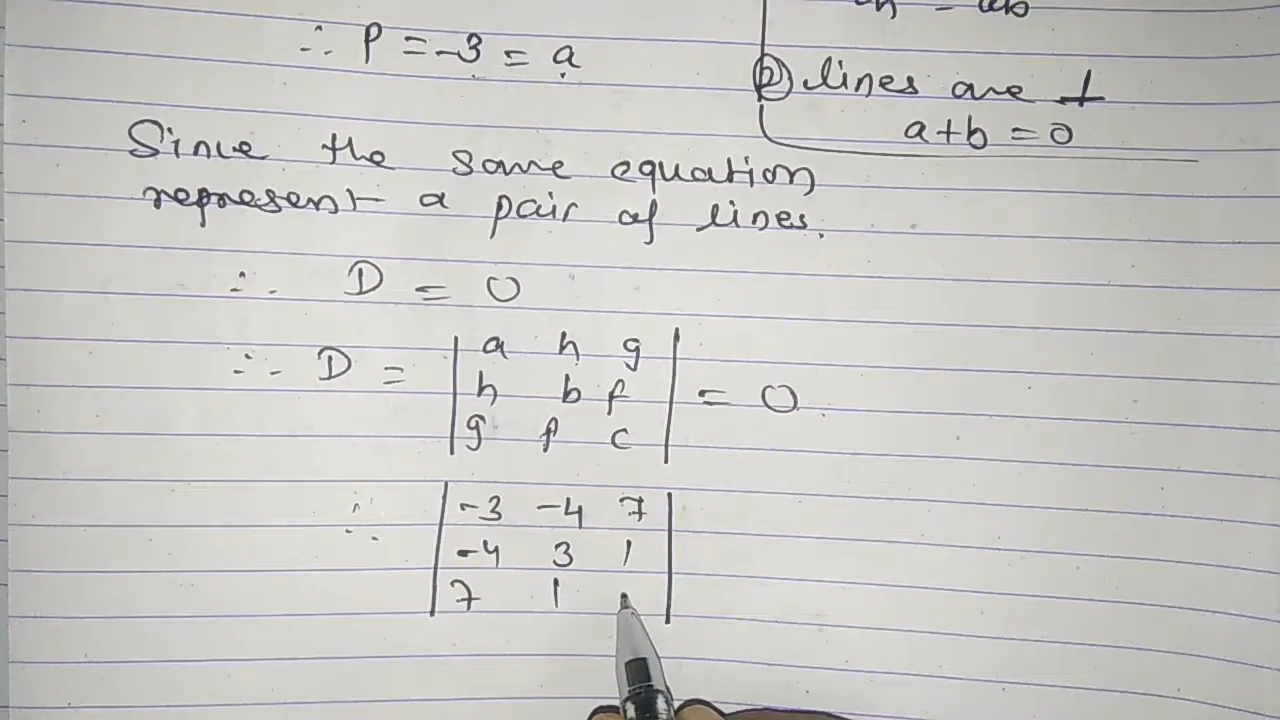 ∴ P = -3 = a
② lines are ⊥
a+b = 0
Since the same equation
represent a pair of lines.
∴ D = 0
∴ D = | a h g |
| h b f | = 0
| g f c |
∴ | -3 -4 7 |
| -4 3 1 |
| 7 1